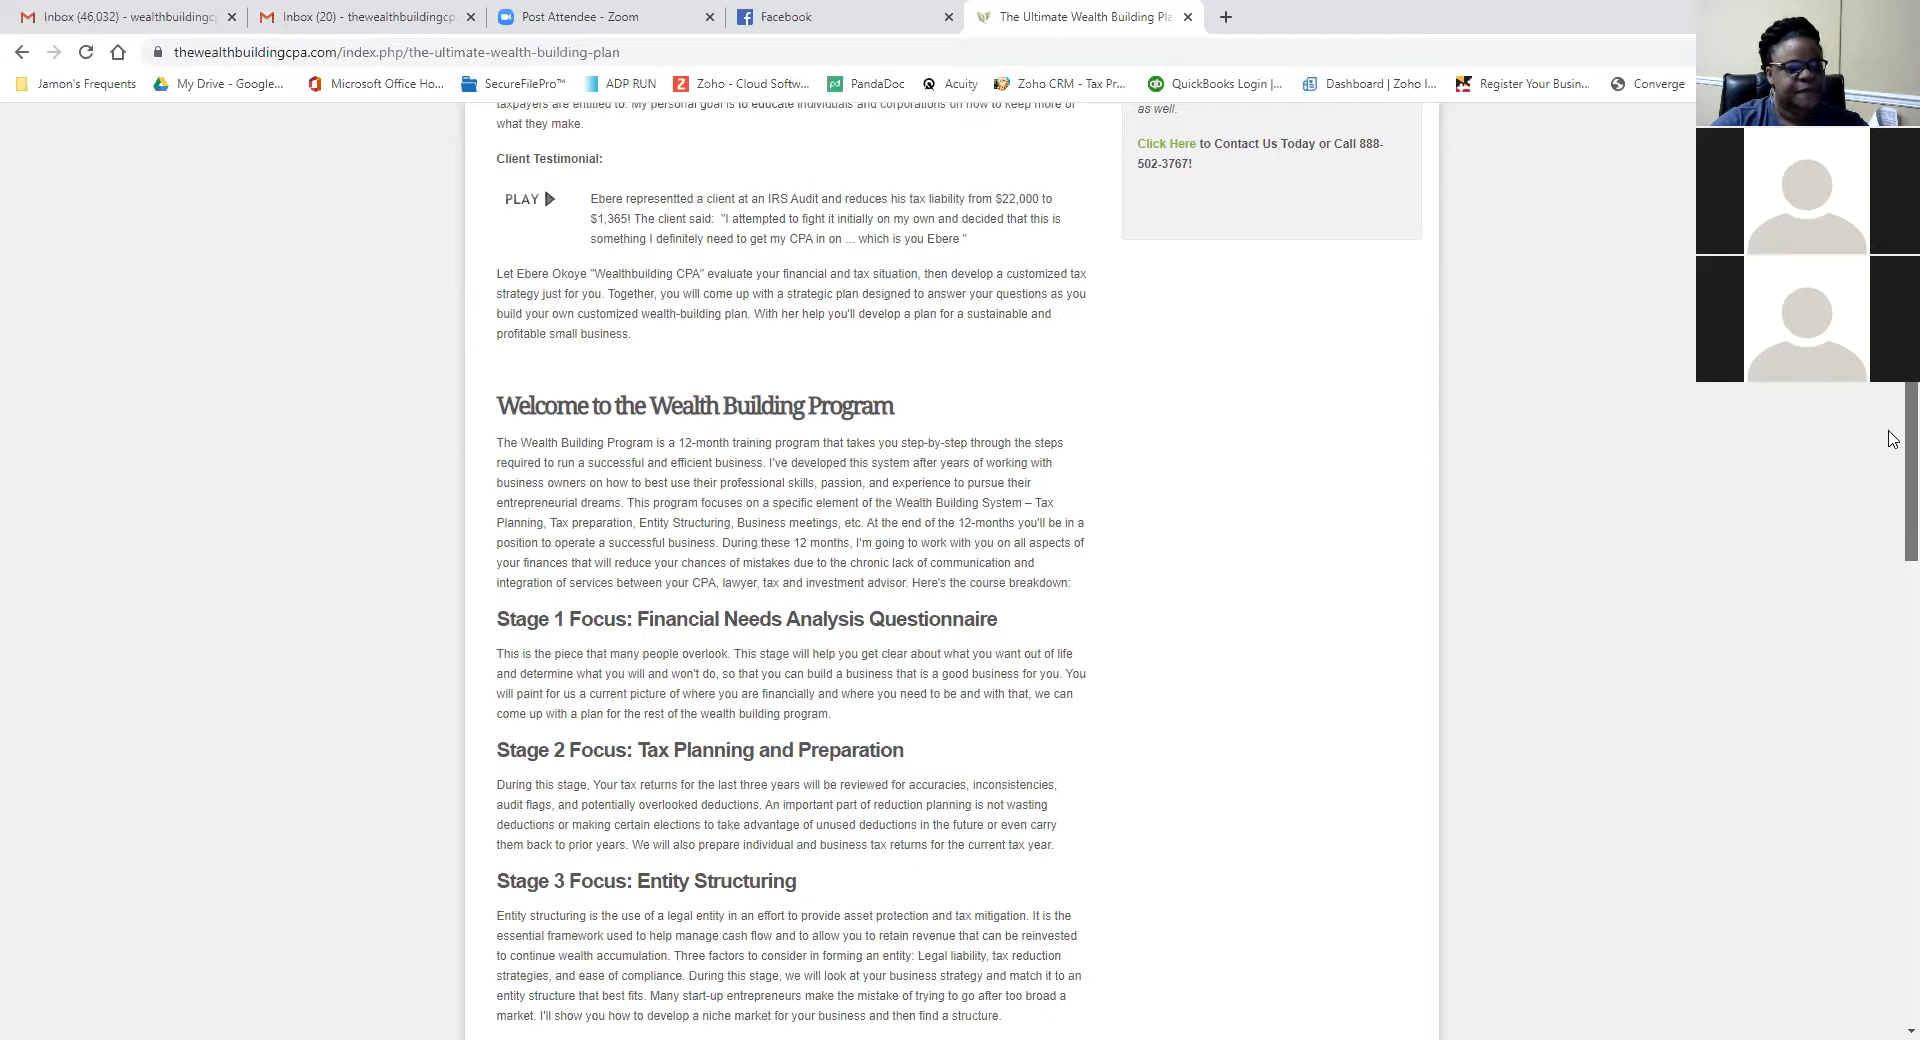 Inbox (46,032) - wealthbuildingc
Inbox (20) - thewealthbuildingcp
Post Attendee - Zoom
Facebook
The Ultimate Wealth Building Pla
thewealthbuildingcpa.com/index.php/the-ultimate-wealth-building-plan
Jamon's Frequents
My Drive - Google...
Microsoft Office Ho...
SecureFilePro™
ADP RUN
Zoho - Cloud Softw...
PandaDoc
Acuity
Zoho CRM - Tax Pr...
QuickBooks Login |...
Dashboard | Zoho I...
Register Your Busin...
Converge
taxpayers are entitled to. My personal goal is to educate individuals and corporations on how to keep more of
what they make.
Client Testimonial:
PLAY
Ebere representted a client at an IRS Audit and reduces his tax liability from $22,000 to
$1,365! The client said: "I attempted to fight it initially on my own and decided that this is
something I definitely need to get my CPA in on ... which is you Ebere "
Let Ebere Okoye "Wealthbuilding CPA" evaluate your financial and tax situation, then develop a customized tax
strategy just for you. Together, you will come up with a strategic plan designed to answer your questions as you
build your own customized wealth-building plan. With her help you'll develop a plan for a sustainable and
profitable small business.
Welcome to the Wealth Building Program
The Wealth Building Program is a 12-month training program that takes you step-by-step through the steps
required to run a successful and efficient business. I've developed this system after years of working with
business owners on how to best use their professional skills, passion, and experience to pursue their
entrepreneurial dreams. This program focuses on a specific element of the Wealth Building System – Tax
Planning, Tax preparation, Entity Structuring, Business meetings, etc. At the end of the 12-months you'll be in a
position to operate a successful business. During these 12 months, I'm going to work with you on all aspects of
your finances that will reduce your chances of mistakes due to the chronic lack of communication and
integration of services between your CPA, lawyer, tax and investment advisor. Here's the course breakdown:
Stage 1 Focus: Financial Needs Analysis Questionnaire
This is the piece that many people overlook. This stage will help you get clear about what you want out of life
and determine what you will and won't do, so that you can build a business that is a good business for you. You
will paint for us a current picture of where you are financially and where you need to be and with that, we can
come up with a plan for the rest of the wealth building program.
Stage 2 Focus: Tax Planning and Preparation
During this stage, Your tax returns for the last three years will be reviewed for accuracies, inconsistencies,
audit flags, and potentially overlooked deductions. An important part of reduction planning is not wasting
deductions or making certain elections to take advantage of unused deductions in the future or even carry
them back to prior years. We will also prepare individual and business tax returns for the current tax year.
Stage 3 Focus: Entity Structuring
Entity structuring is the use of a legal entity in an effort to provide asset protection and tax mitigation. It is the
essential framework used to help manage cash flow and to allow you to retain revenue that can be reinvested
to continue wealth accumulation. Three factors to consider in forming an entity: Legal liability, tax reduction
strategies, and ease of compliance. During this stage, we will look at your business strategy and match it to an
entity structure that best fits. Many start-up entrepreneurs make the mistake of trying to go after too broad a
market. I'll show you how to develop a niche market for your business and then find a structure.
as well.
Click Here to Contact Us Today or Call 888-
502-3767!